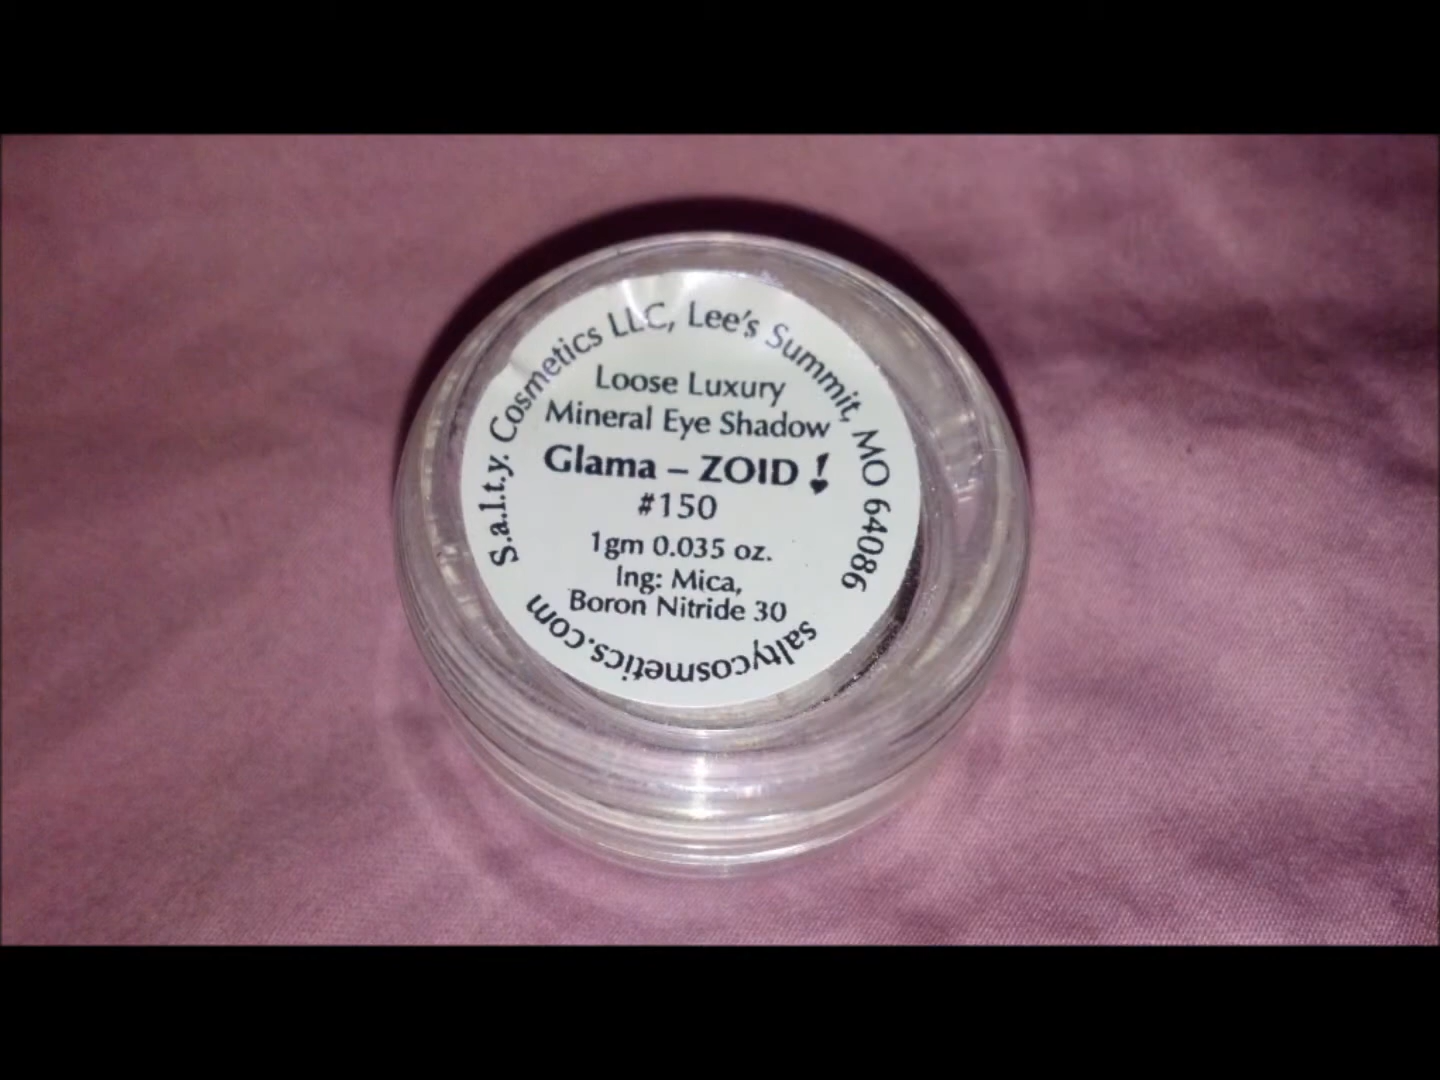 S.a.l.t.y. Cosmetics LLC, Lee's Summit, MO 64086
Loose Luxury
Mineral Eye Shadow
Glama – ZOID !
#150
1gm 0.035 oz.
Ing: Mica,
Boron Nitride 30
saltycosmetics.com